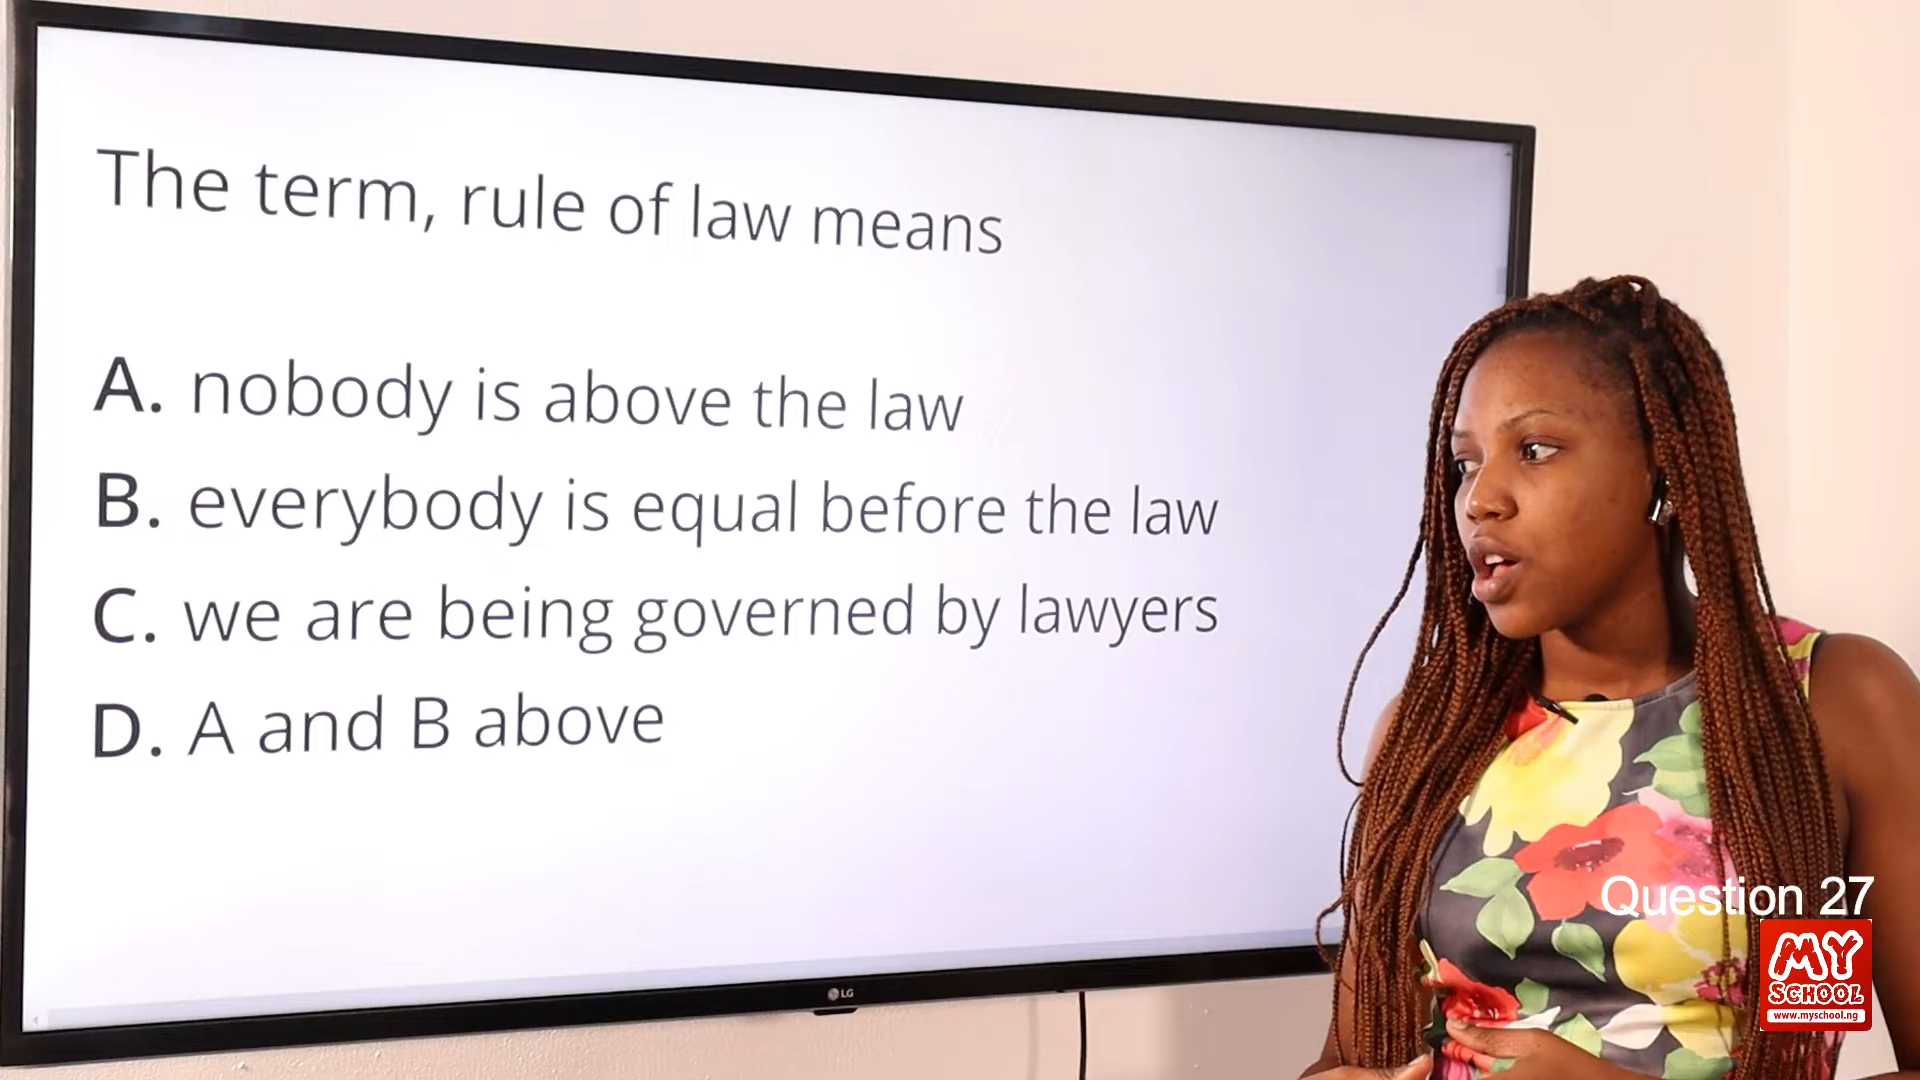 The term, rule of law means
A. nobody is above the law
B. everybody is equal before the law
C. we are being governed by lawyers
D. A and B above
LG
Question 27
MY
SCHOOL
www.myschool.ng